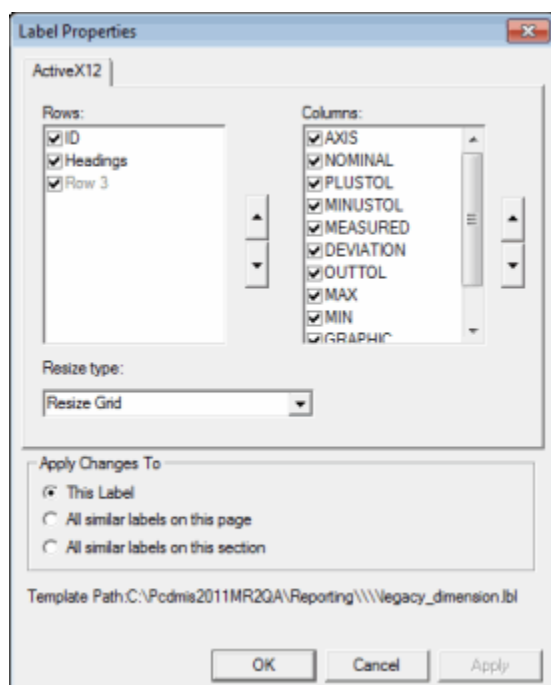 Label Properties
ActiveX12
Rows:
ID
Headings
Row 3
Columns:
AXIS
NOMINAL
PLUSTOL
MINUSTOL
MEASURED
DEVIATION
OUTTOL
MAX
MIN
GRAPHIC
Resize type:
Resize Grid
Apply Changes To
This Label
All similar labels on this page
All similar labels on this section
Template Path:C:\Pcdmis2011MR2QA\Reporting\\\\legacy_dimension.lbl
OK Cancel Apply